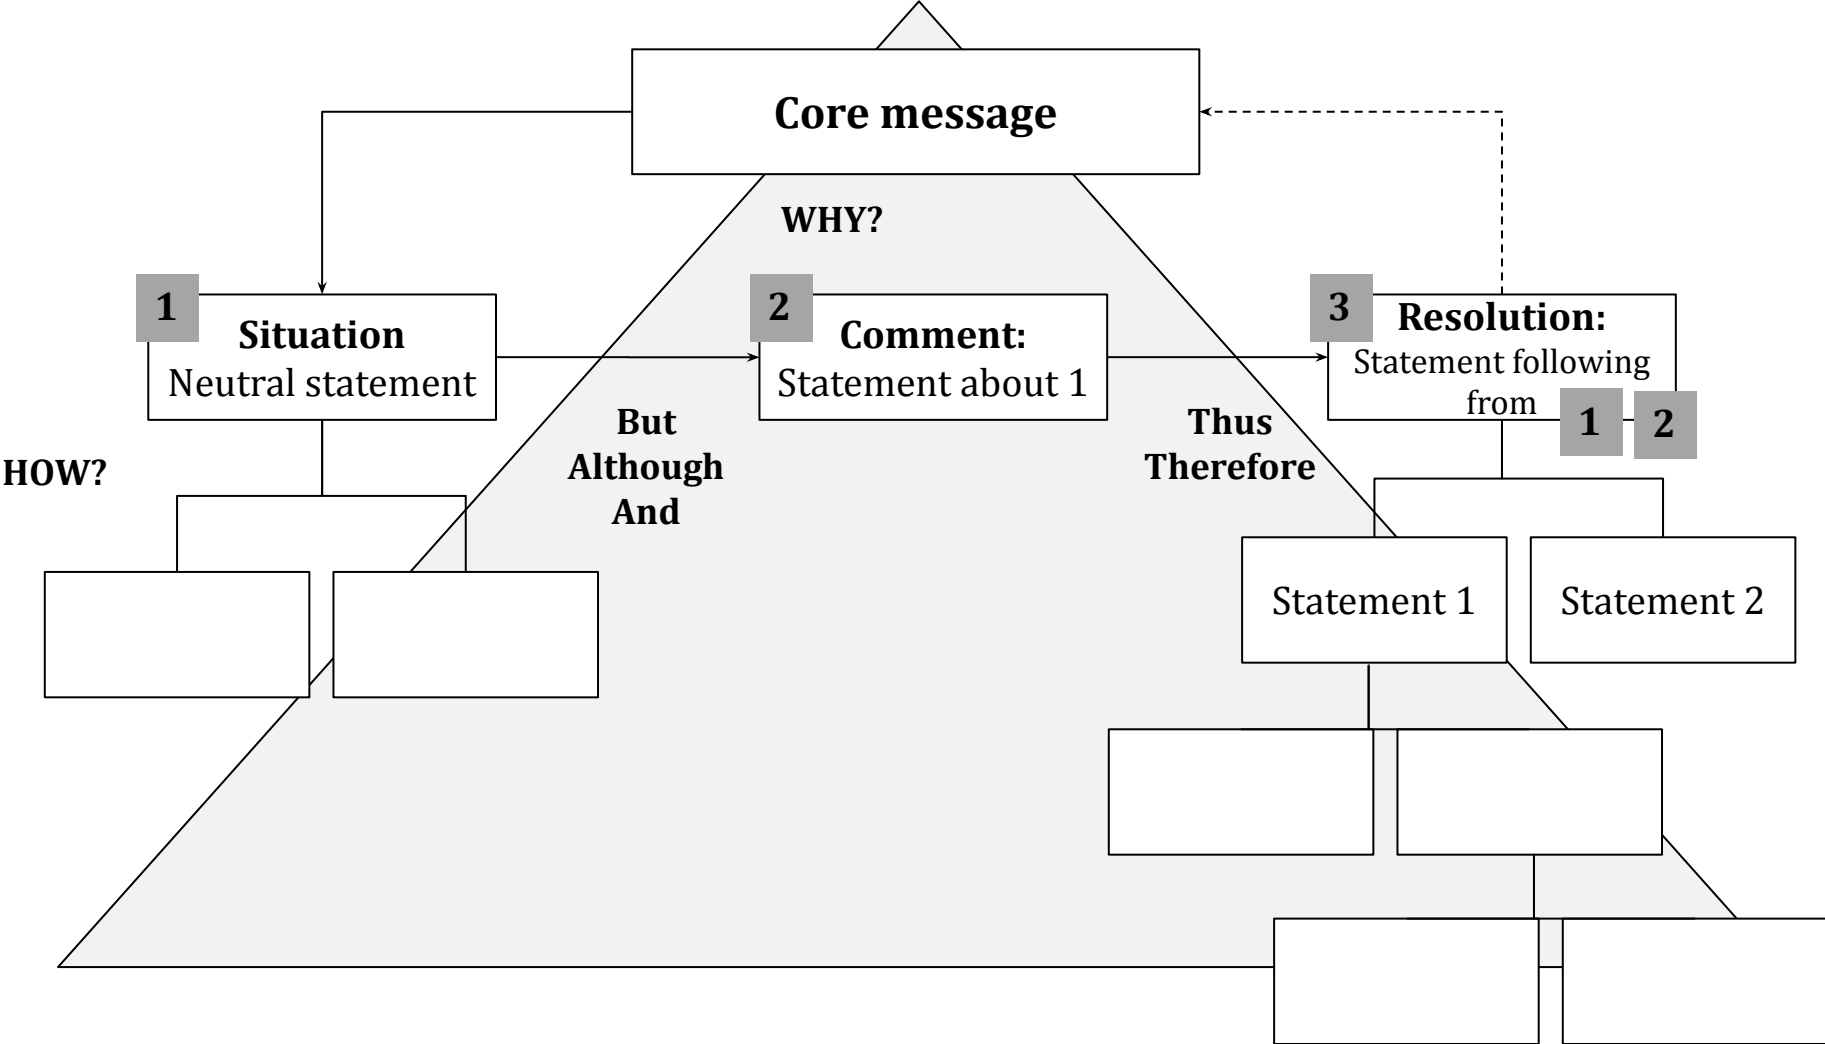 Core message
WHY?
1
Situation
Neutral statement
2
Comment:
Statement about 1
3
Resolution:
Statement following
from
1
2
But
Although
And
Thus
Therefore
HOW?
Statement 1
Statement 2